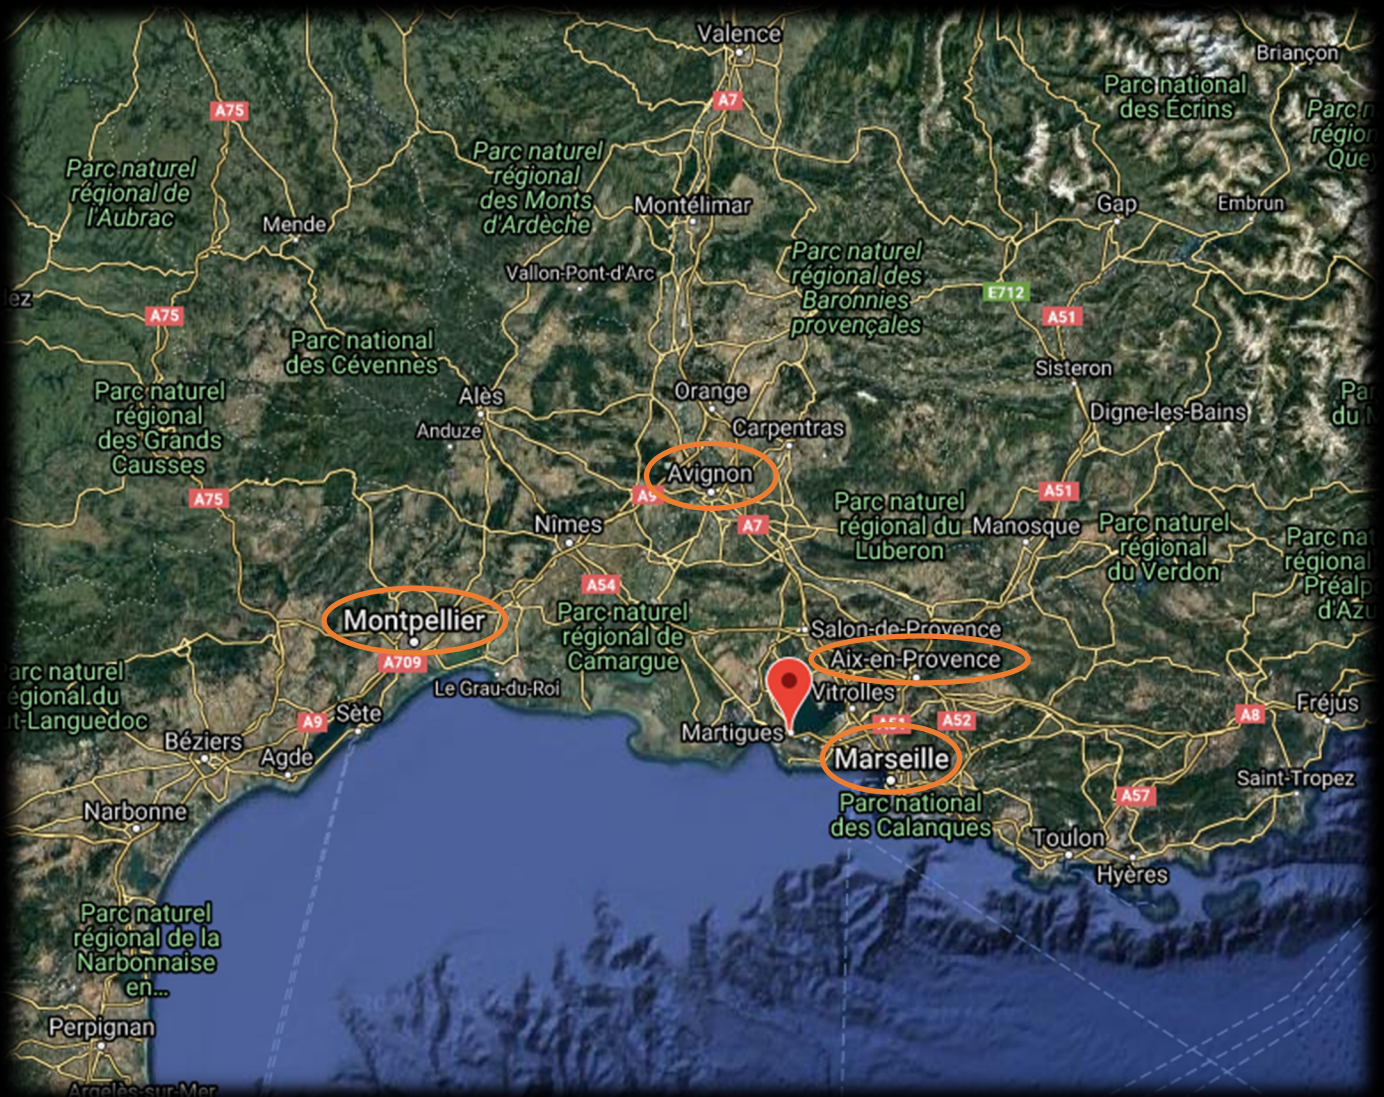 Valence
Briançon
Parc national
des Écrins
A7
A75
Parc naturel
régional de
l'Aubrac
Parc naturel
régional
des Monts
d'Ardèche
Mende
Montélimar
Gap
Embrun
Vallon-Pont-d'Arc
Parc naturel
régional des
Baronnies
provençales
E712
A75
A51
Parc national
des Cévennes
Sisteron
Parc naturel
régional
des Grands
Causses
Alès
Anduze
Orange
Carpentras
Digne-les-Bains
Avignon
A75
A9
A7
A51
Nîmes
Parc naturel
régional du
Luberon
Manosque
Parc naturel
régional
du Verdon
A54
Montpellier
Parc naturel
régional de
Camargue
Salon-de-Provence
Aix-en-Provence
A709
Le Grau-du-Roi
Vitrolles
A9
Sète
Martigues
A51
A52
A8
Fréjus
Béziers
Agde
Marseille
Saint-Tropez
A57
Narbonne
Parc national
des Calanques
Toulon
Hyères
Parc naturel
régional de la
Narbonnaise
en...
Perpignan
Argelès-sur-Mer